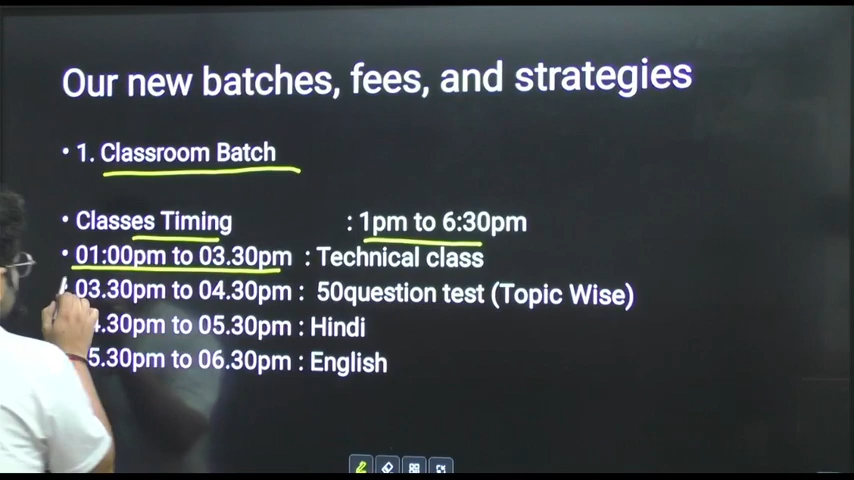 Our new batches, fees, and strategies
• 1. Classroom Batch
• Classes Timing : 1pm to 6:30pm
• 01:00pm to 03.30pm : Technical class
03.30pm to 04.30pm : 50question test (Topic Wise)
.30pm to 05.30pm : Hindi
5.30pm to 06.30pm : English